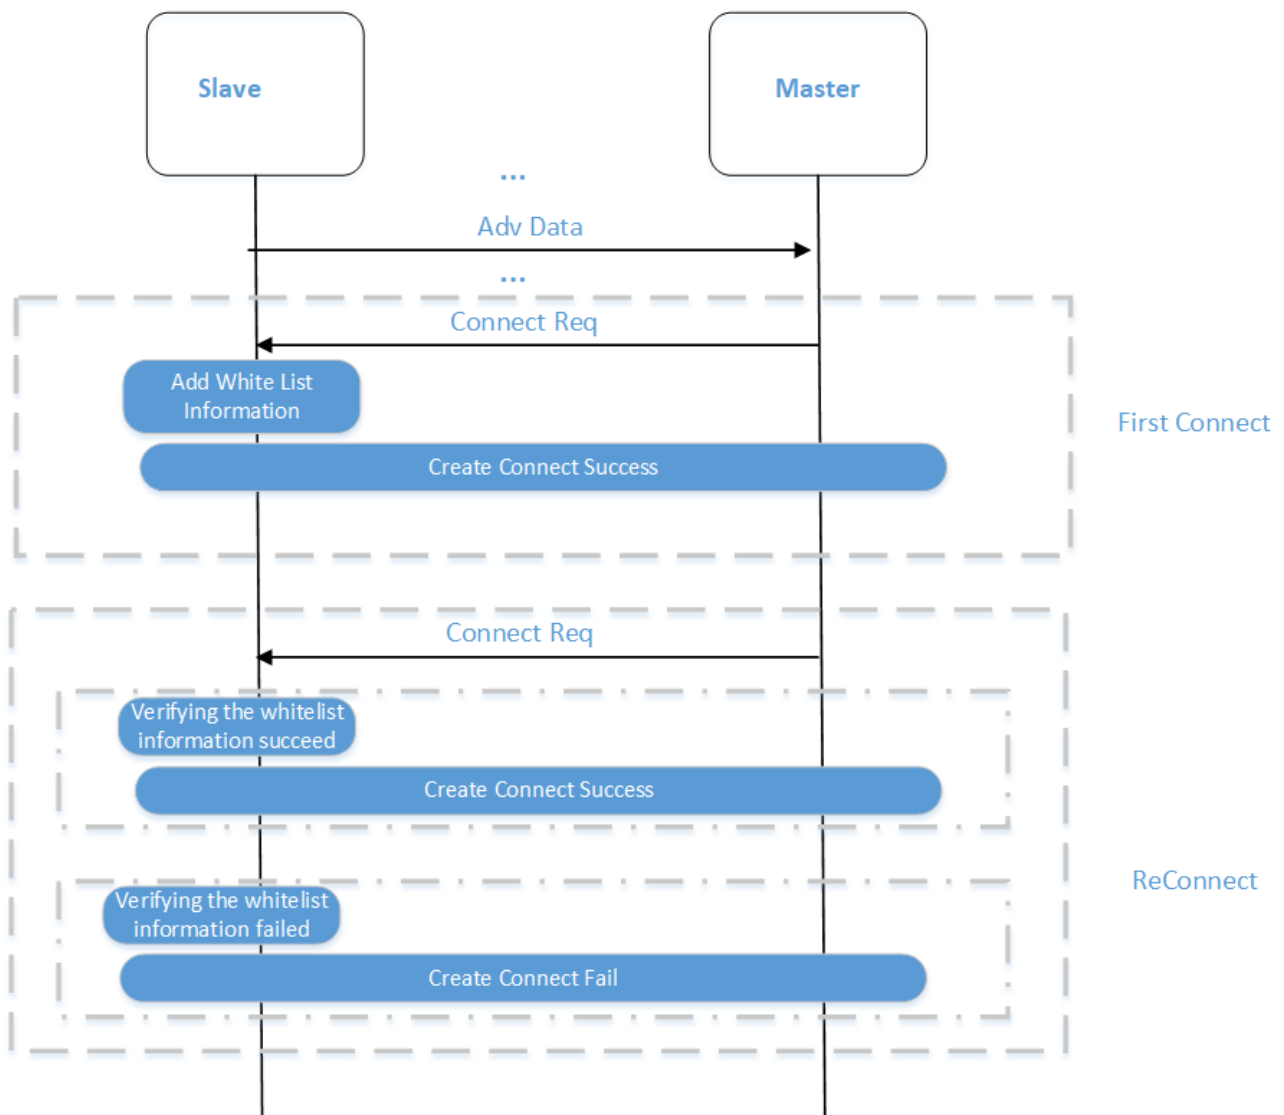 Slave
Master
...
Adv Data
...
Connect Req
Add White List
Information
First Connect
Create Connect Success
Connect Req
Verifying the whitelist
information succeed
Create Connect Success
ReConnect
Verifying the whitelist
information failed
Create Connect Fail